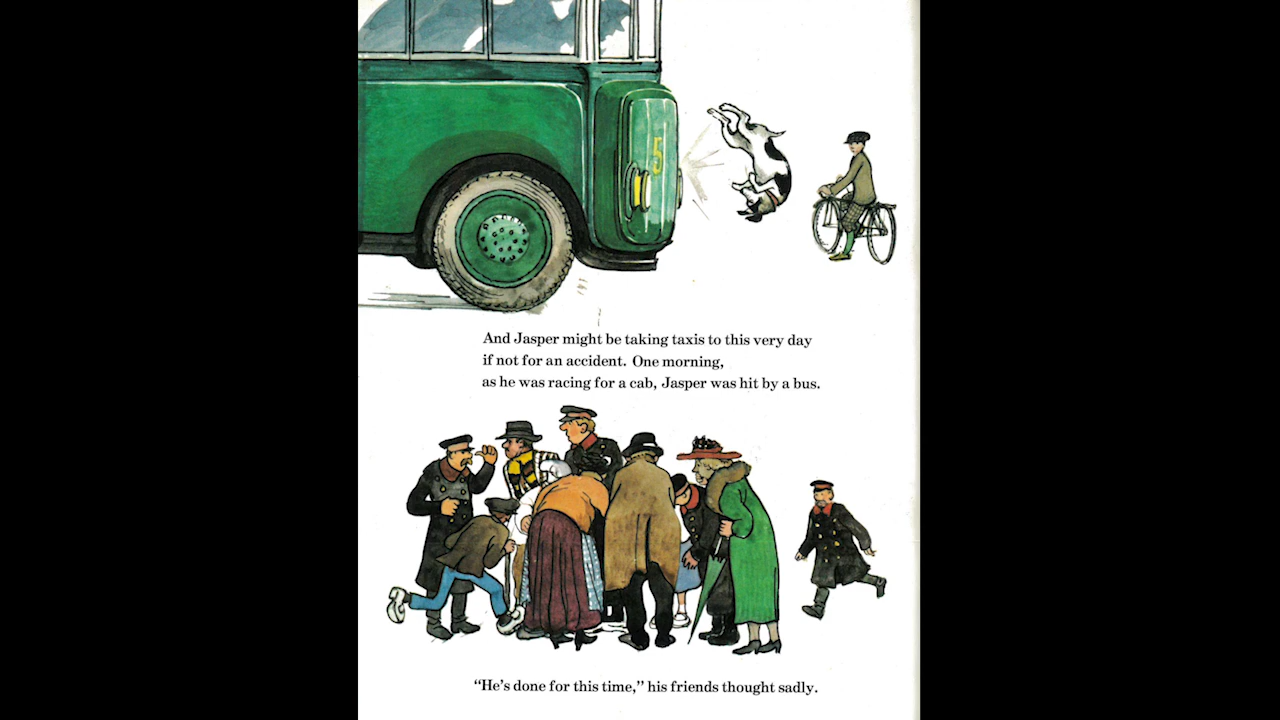 5
And Jasper might be taking taxis to this very day
if not for an accident. One morning,
as he was racing for a cab, Jasper was hit by a bus.
“He’s done for this time,” his friends thought sadly.